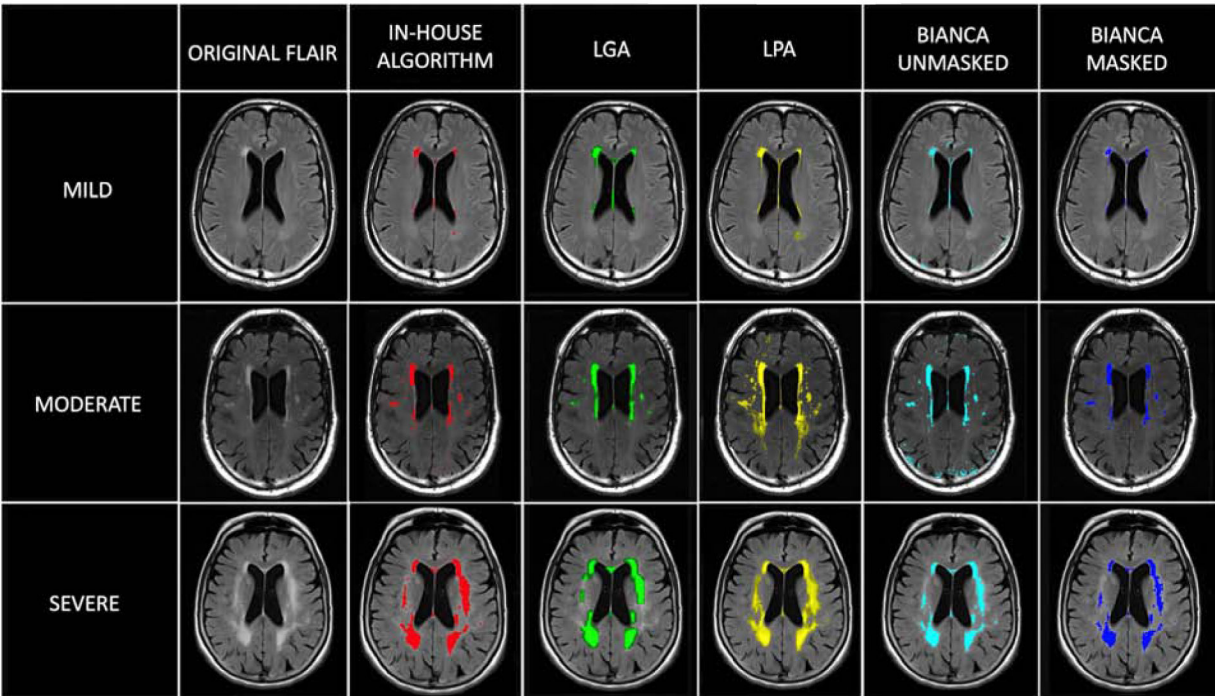 ORIGINAL FLAIR
IN-HOUSE
ALGORITHM
LGA
LPA
BIANCA
UNMASKED
BIANCA
MASKED
MILD
MODERATE
SEVERE